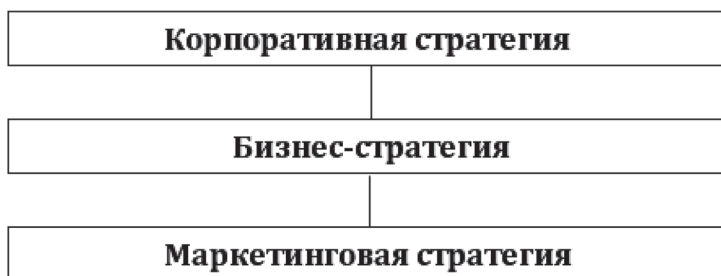 Корпоративная стратегия
Бизнес-стратегия
Маркетинговая стратегия